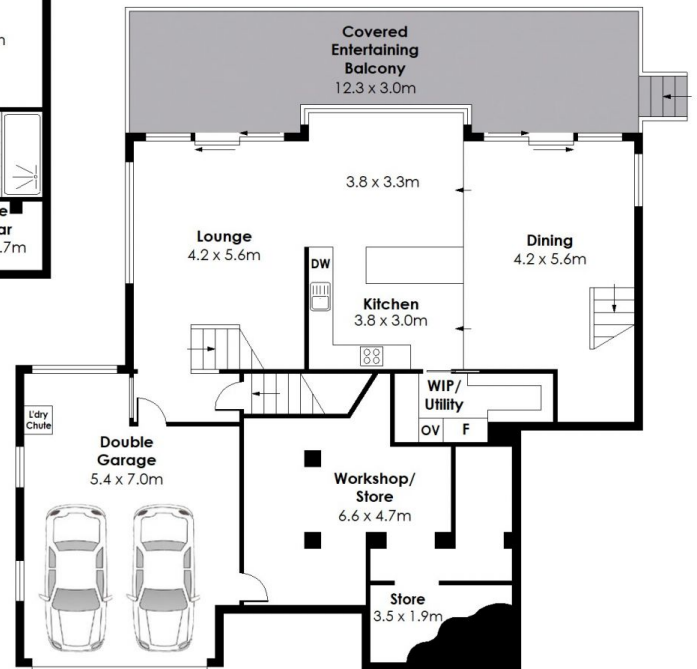 Covered
Entertaining
Balcony
12.3 x 3.0m
3.8 x 3.3m
Lounge
4.2 x 5.6m
Dining
4.2 x 5.6m
DW
Kitchen
3.8 x 3.0m
WIP/
Utility
OV F
L'dry
Chute
Double
Garage
5.4 x 7.0m
Workshop/
Store
6.6 x 4.7m
Store
3.5 x 1.9m